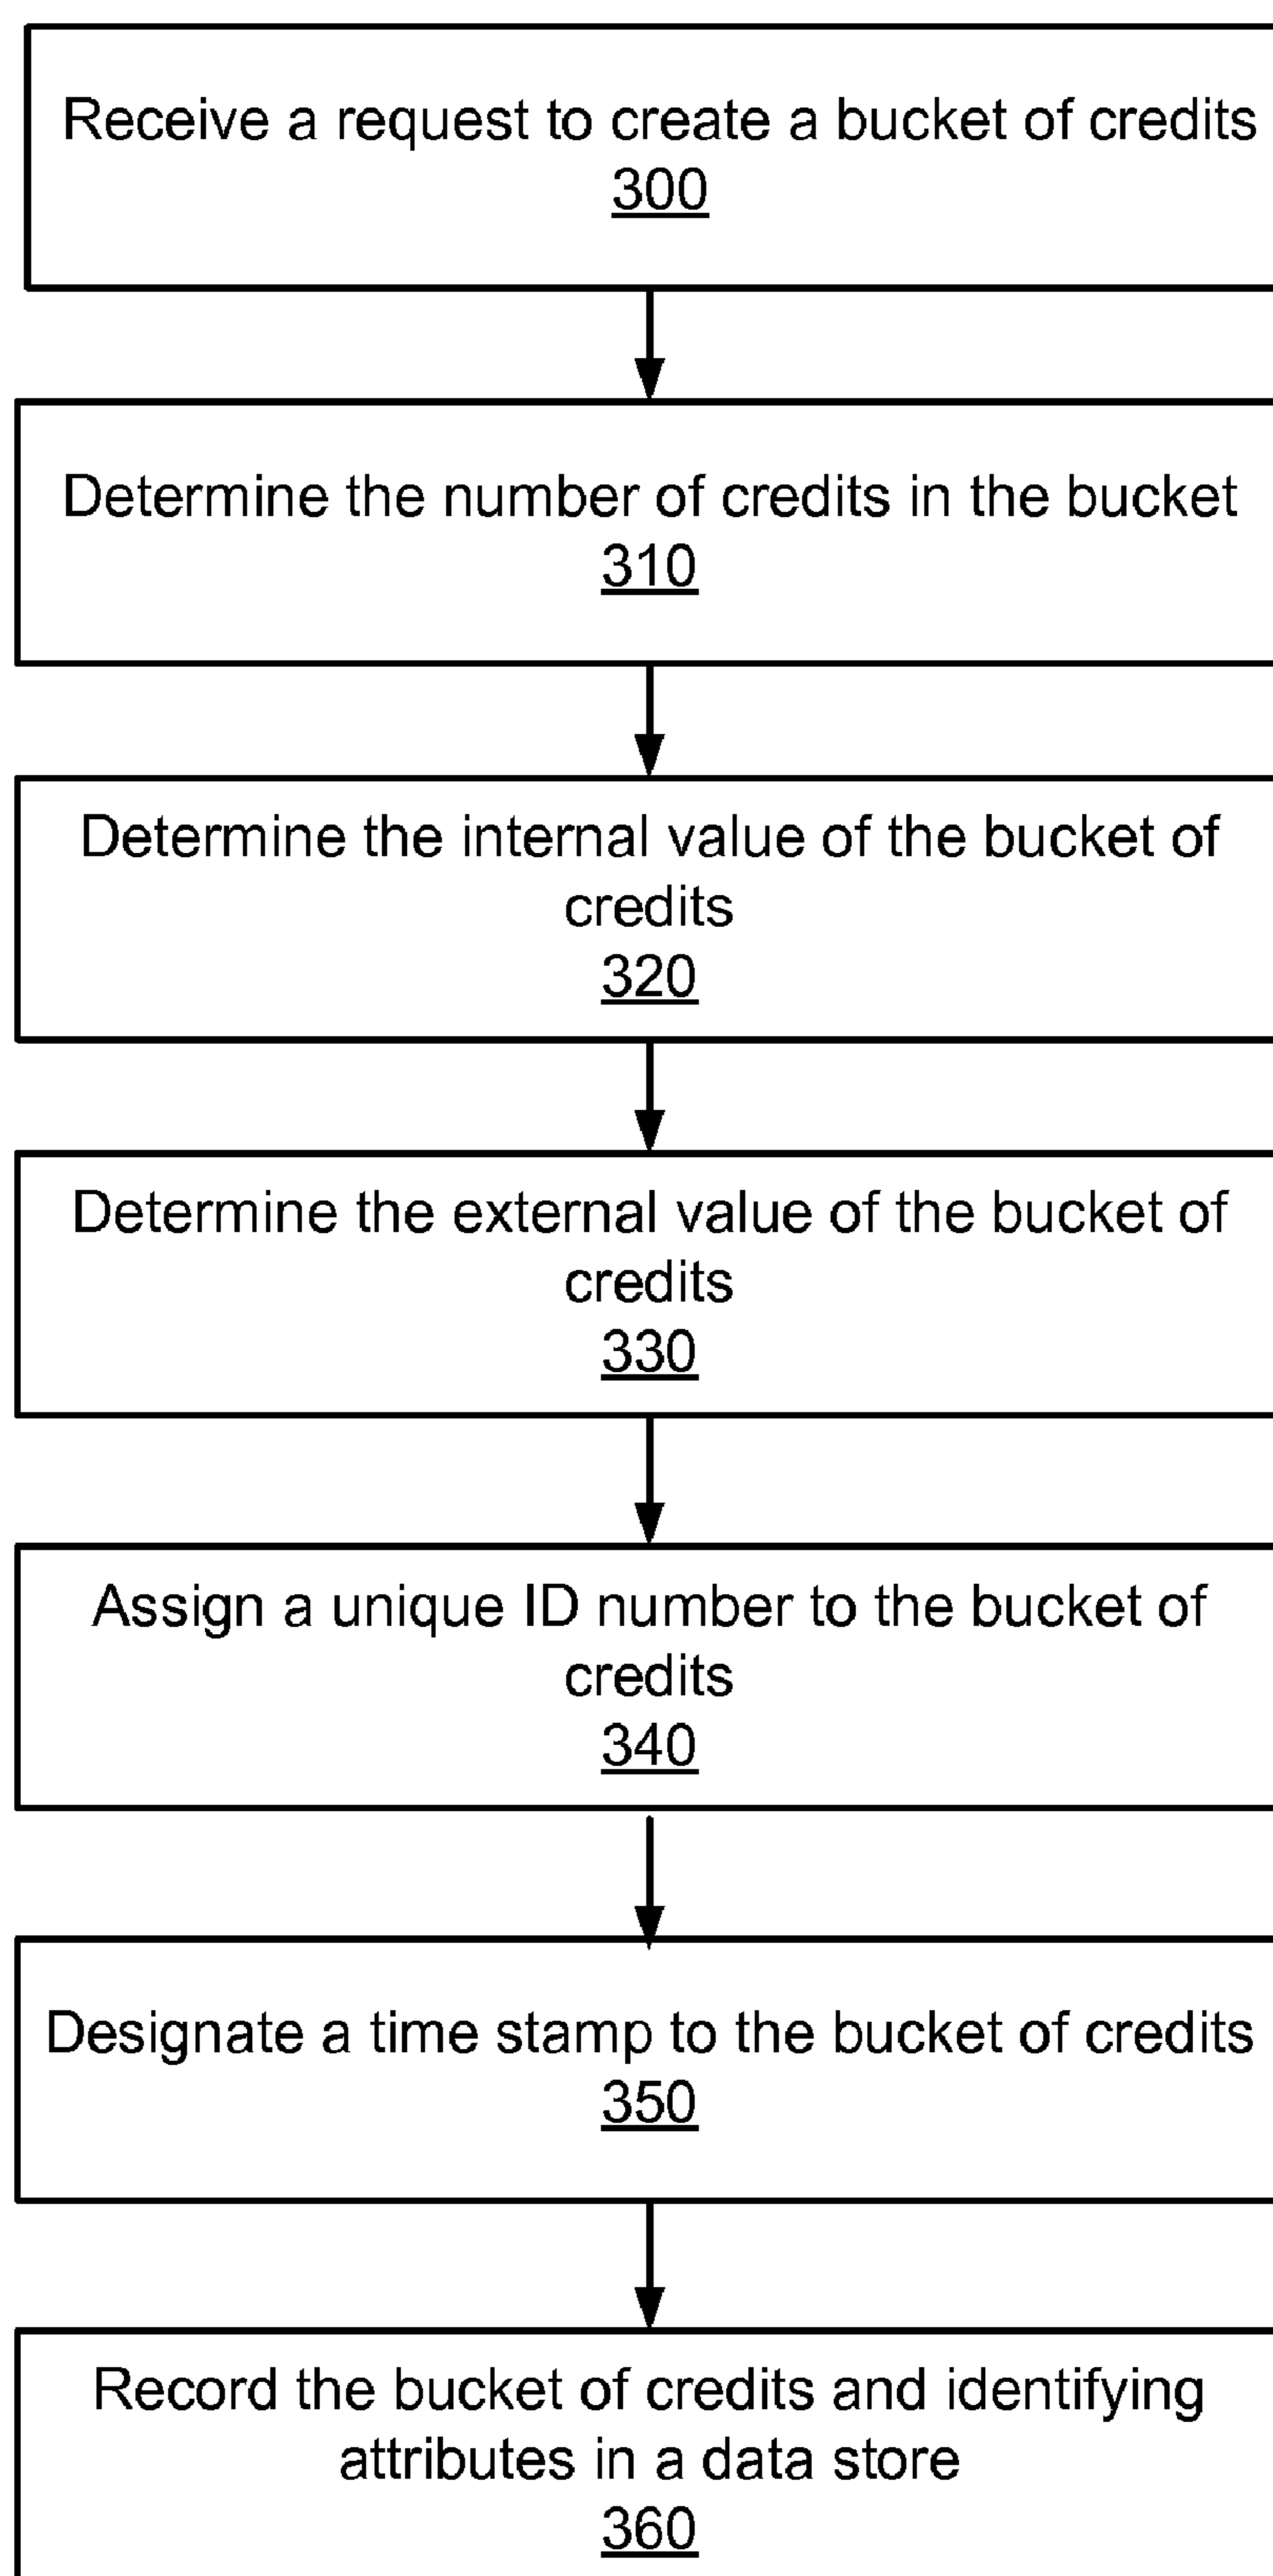 Receive a request to create a bucket of credits
300
Determine the number of credits in the bucket
310
Determine the internal value of the bucket of
credits
320
Determine the external value of the bucket of
credits
330
Assign a unique ID number to the bucket of
credits
340
Designate a time stamp to the bucket of credits
350
Record the bucket of credits and identifying
attributes in a data store
360